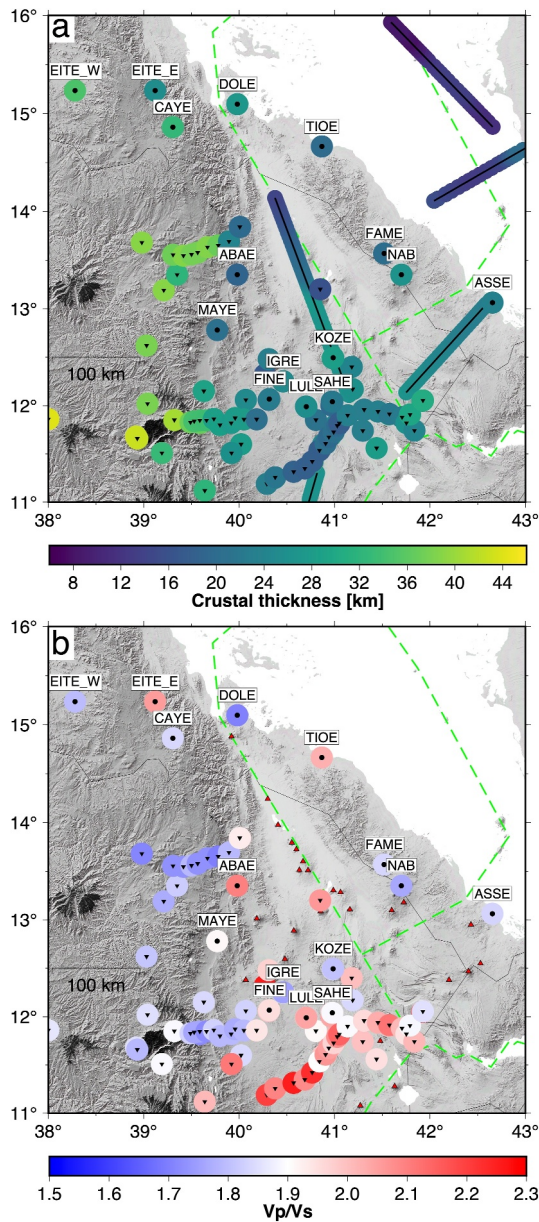 a
16°
EITE_W
EITE_E
DOLE
CAYE
15°
TIOE
14°
FAME
NAB
ABAE
ASSE
13°
MAYE
KOZE
IGRE
100 km
FINE
SAHE
12°
11°
38°
39°
40°
41°
42°
43°
8
12
16
20
24
28
32
36
40
44
Crustal thickness [km]
b
16°
EITE_W
EITE_E
DOLE
CAYE
15°
TIOE
14°
FAME
NAB
ABAE
ASSE
13°
MAYE
KOZE
IGRE
100 km
FINE
SAHE
12°
11°
38°
39°
40°
41°
42°
43°
1.5
1.6
1.7
1.8
1.9
2.0
2.1
2.2
2.3
Vp/Vs